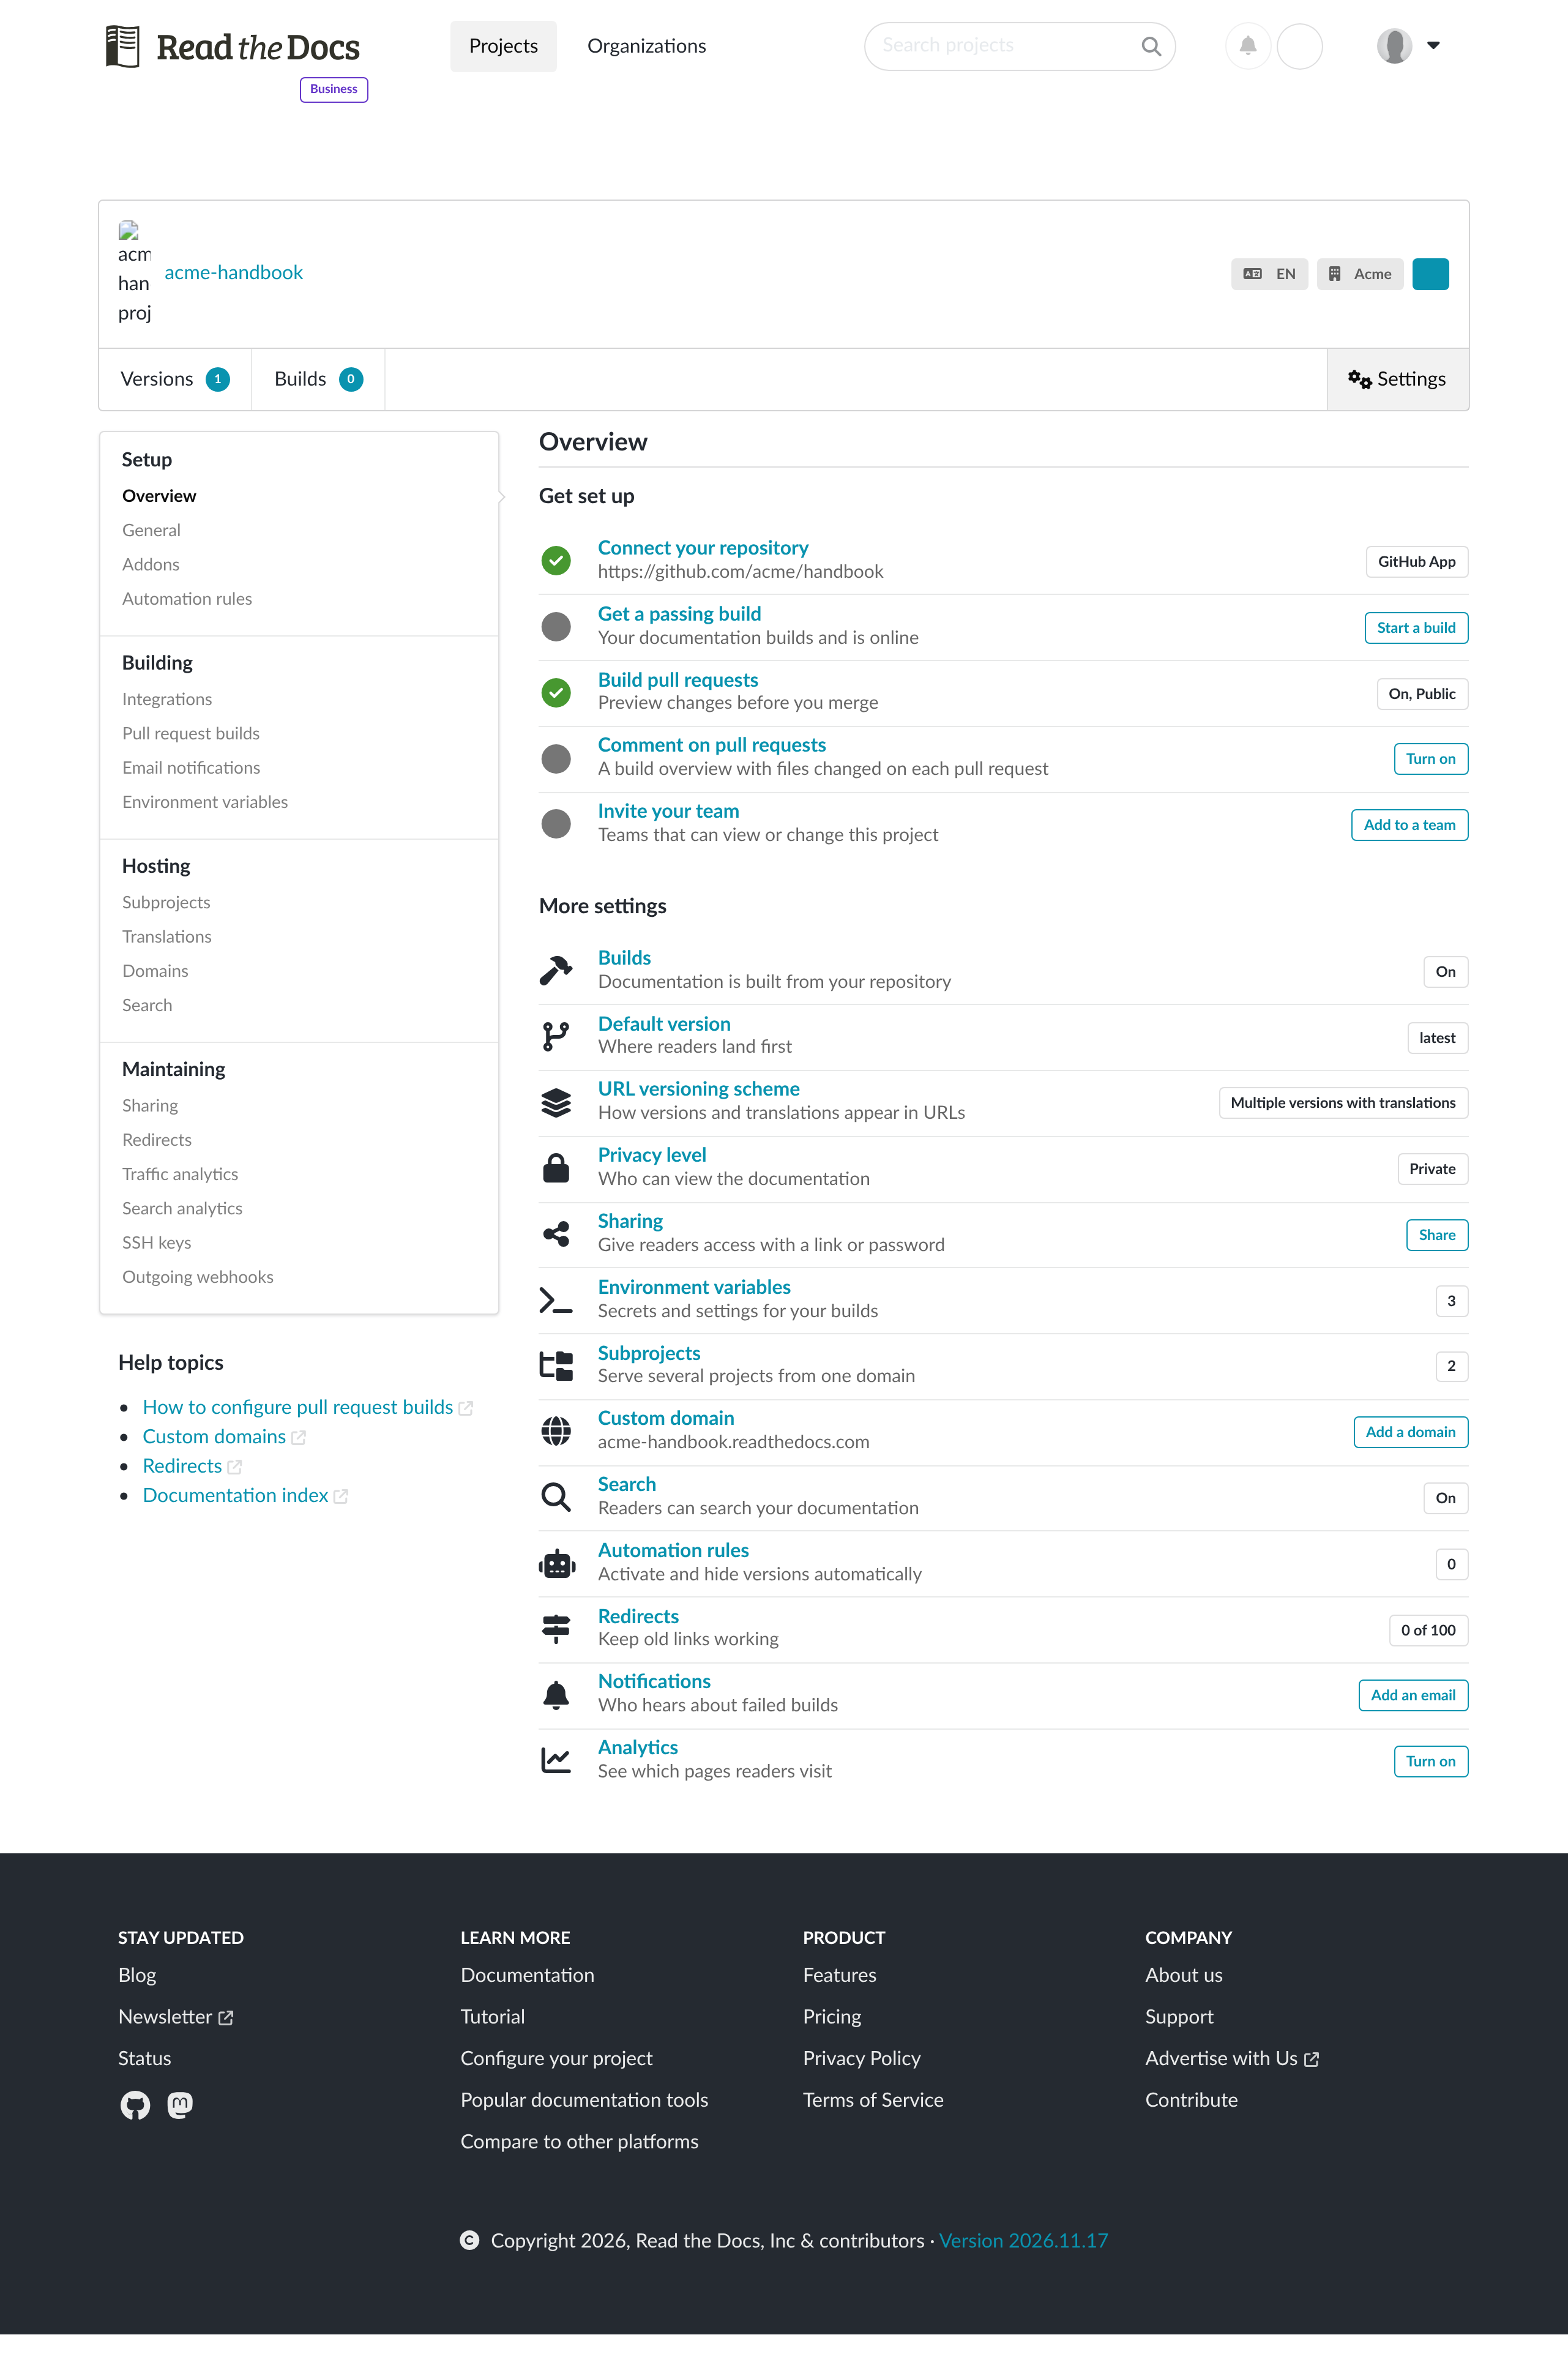 Read the Docs
Business
Projects
Organizations
Search projects
acm
han
proj
acme-handbook
EN
Acme
Versions 1
Builds 0
Settings
Setup
Overview
General
Addons
Automation rules
Building
Integrations
Pull request builds
Email notifications
Environment variables
Hosting
Subprojects
Translations
Domains
Search
Maintaining
Sharing
Redirects
Traffic analytics
Search analytics
SSH keys
Outgoing webhooks
Help topics
How to configure pull request builds
Custom domains
Redirects
Documentation index
Overview
Get set up
Connect your repository
https://github.com/acme/handbook
GitHub App
Get a passing build
Your documentation builds and is online
Start a build
Build pull requests
Preview changes before you merge
On, Public
Comment on pull requests
A build overview with files changed on each pull request
Turn on
Invite your team
Teams that can view or change this project
Add to a team
More settings
Builds
Documentation is built from your repository
On
Default version
Where readers land first
latest
URL versioning scheme
How versions and translations appear in URLs
Multiple versions with translations
Privacy level
Who can view the documentation
Private
Sharing
Give readers access with a link or password
Share
Environment variables
Secrets and settings for your builds
3
Subprojects
Serve several projects from one domain
2
Custom domain
acme-handbook.readthedocs.com
Add a domain
Search
Readers can search your documentation
On
Automation rules
Activate and hide versions automatically
0
Redirects
Keep old links working
0 of 100
Notifications
Who hears about failed builds
Add an email
Analytics
See which pages readers visit
Turn on
STAY UPDATED
Blog
Newsletter
Status
LEARN MORE
Documentation
Tutorial
Configure your project
Popular documentation tools
Compare to other platforms
PRODUCT
Features
Pricing
Privacy Policy
Terms of Service
COMPANY
About us
Support
Advertise with Us
Contribute
Copyright 2026, Read the Docs, Inc & contributors · Version 2026.11.17